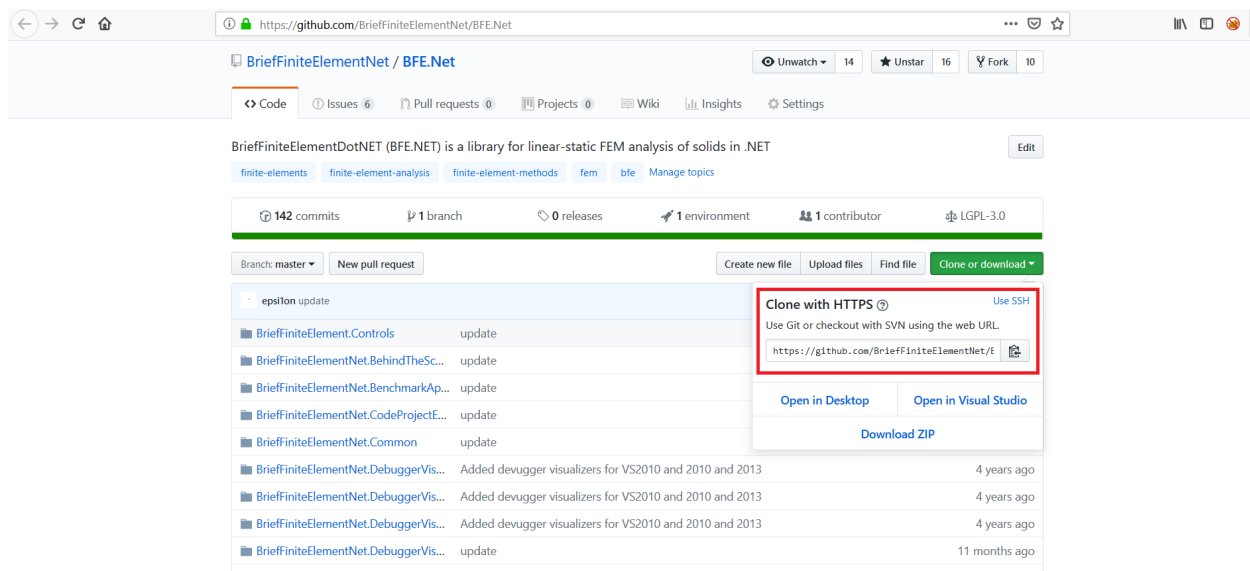 https://github.com/BriefFiniteElementNet/BFE.Net
BriefFiniteElementNet / BFE.Net
Unwatch 14 Unstar 16 Fork 10
Code Issues 6 Pull requests 0 Projects 0 Wiki Insights Settings
BriefFiniteElementDotNET (BFE.NET) is a library for linear-static FEM analysis of solids in .NET Edit
finite-elements finite-element-analysis finite-element-methods fem bfe Manage topics
142 commits 1 branch 0 releases 1 environment 1 contributor LGPL-3.0
Branch: master New pull request Create new file Upload files Find file Clone or download
epsi1on update
Clone with HTTPS Use SSH
Use Git or checkout with SVN using the web URL.
https://github.com/BriefFiniteElementNet/E
Open in Desktop Open in Visual Studio
Download ZIP
BriefFiniteElement.Controls update
BriefFiniteElementNet.BehindTheSc... update
BriefFiniteElementNet.BenchmarkAp... update
BriefFiniteElementNet.CodeProjectE... update
BriefFiniteElementNet.Common update
BriefFiniteElementNet.DebuggerVis... Added devugger visualizers for VS2010 and 2010 and 2013 4 years ago
BriefFiniteElementNet.DebuggerVis... Added devugger visualizers for VS2010 and 2010 and 2013 4 years ago
BriefFiniteElementNet.DebuggerVis... Added devugger visualizers for VS2010 and 2010 and 2013 4 years ago
BriefFiniteElementNet.DebuggerVis... update 11 months ago